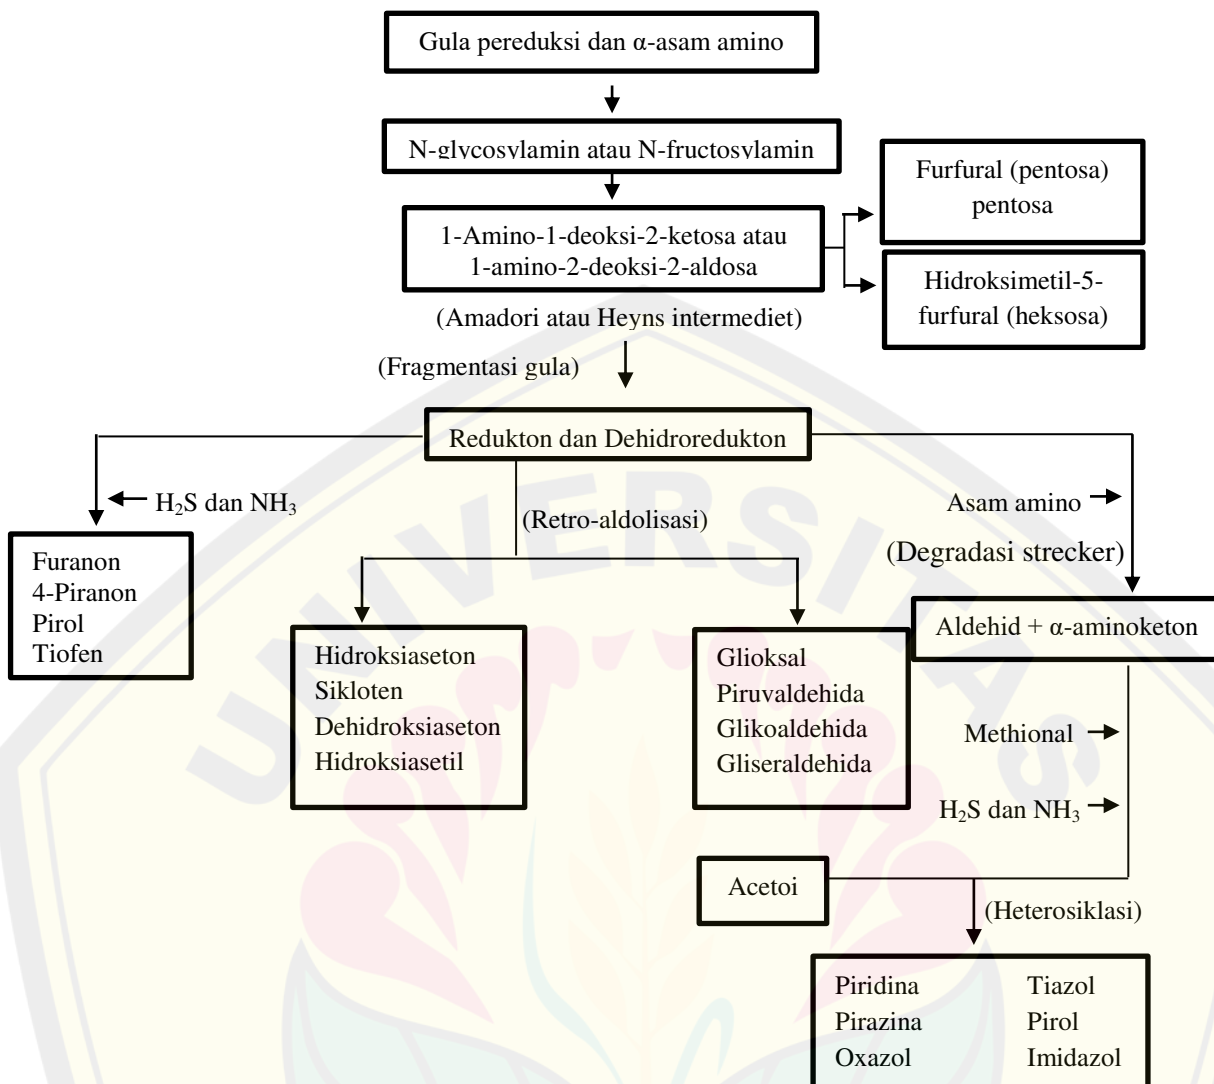 Gula pereduksi dan α-asam amino
N-glycosylamin atau N-fructosylamin
Furfural (pentosa)
pentosa
1-Amino-1-deoksi-2-ketosa atau
1-amino-2-deoksi-2-aldosa
Hidroksimetil-5-
furfural (heksosa)
(Amadori atau Heyns intermediet)
(Fragmentasi gula)
Redukton dan Dehidroredukton
H₂S dan NH₃
(Retro-aldolisasi)
Asam amino
(Degradasi strecker)
Furanon
4-Piranon
Pirol
Tiofen
Hidroksiaseton
Sikloten
Dehidroksiaseton
Hidroksiasetil
Glioksal
Piruvaldehida
Glikoaldehida
Gliseraldehida
Aldehid + α-aminoketon
Methional
H₂S dan NH₃
Acetoi
(Heterosiklasi)
Piridina
Pirazina
Oxazol
Tiazol
Pirol
Imidazol
UNIVERSITAS